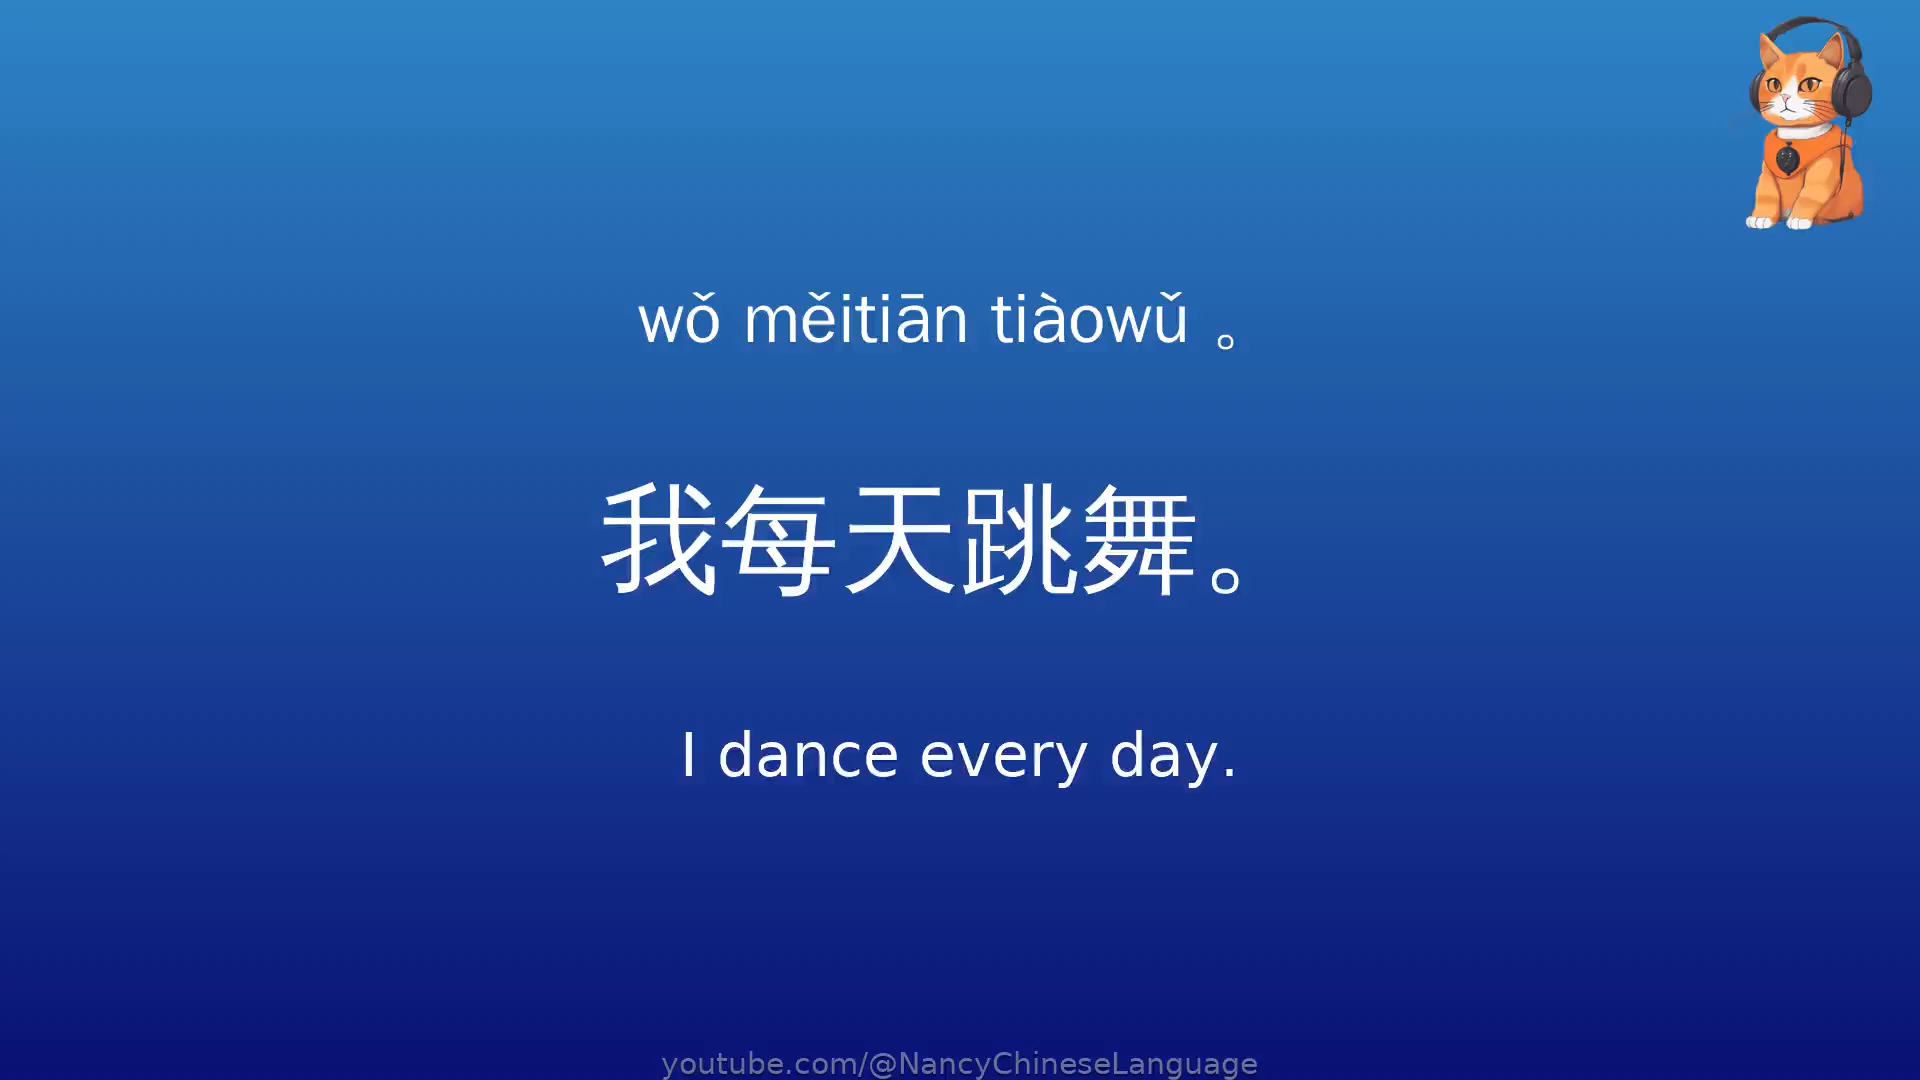 wǒ měitiān tiàowǔ 。
我每天跳舞。
I dance every day.
youtube.com/@NancyChineseLanguage